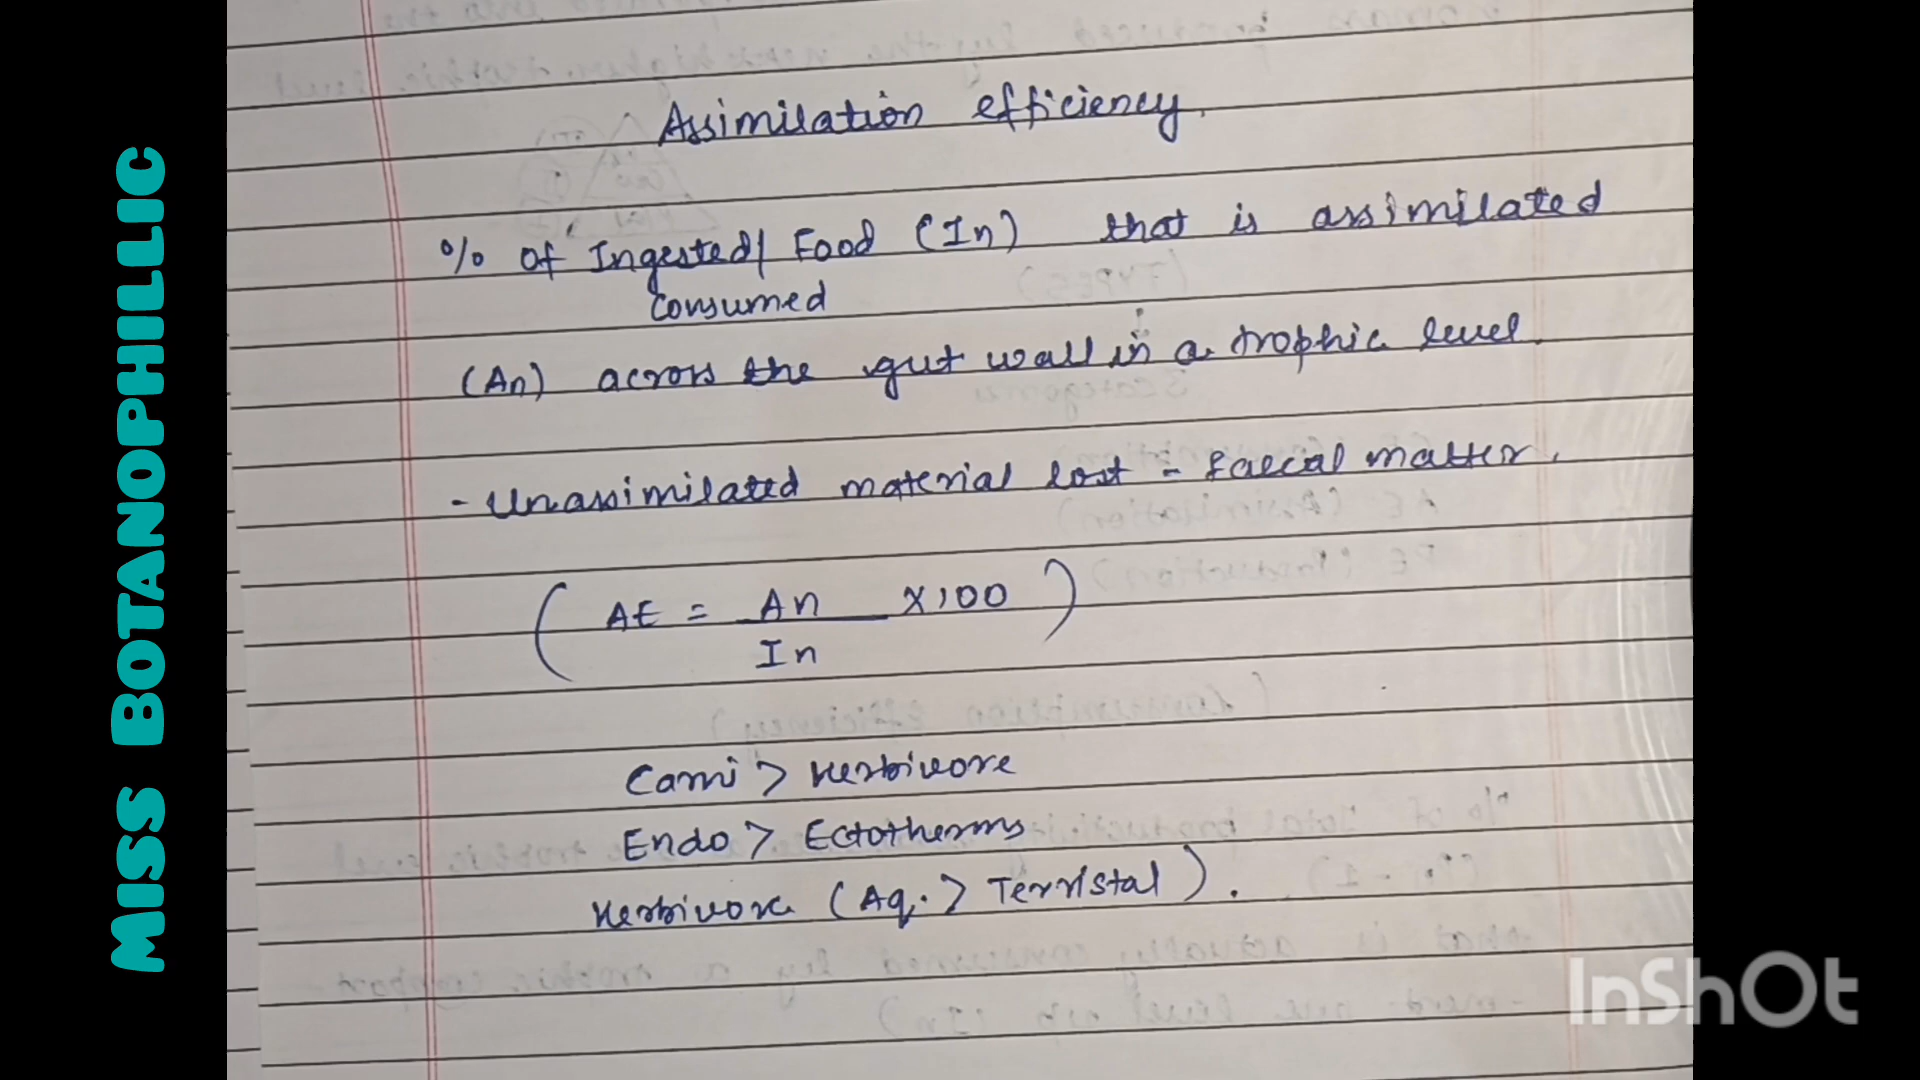 MISS BOTANOPHILLIC
Assimilation efficiency.
% of Ingested/ Food (In) that is assimilated
consumed
(An) across the gut wall in a trophic level.
- Unassimilated material lost = faecal matter.
( AE = An X100 )
In
Carni > Herbivore
Endo > Ectotherms
Herbivore (Aq. > Terristal).
InShOt